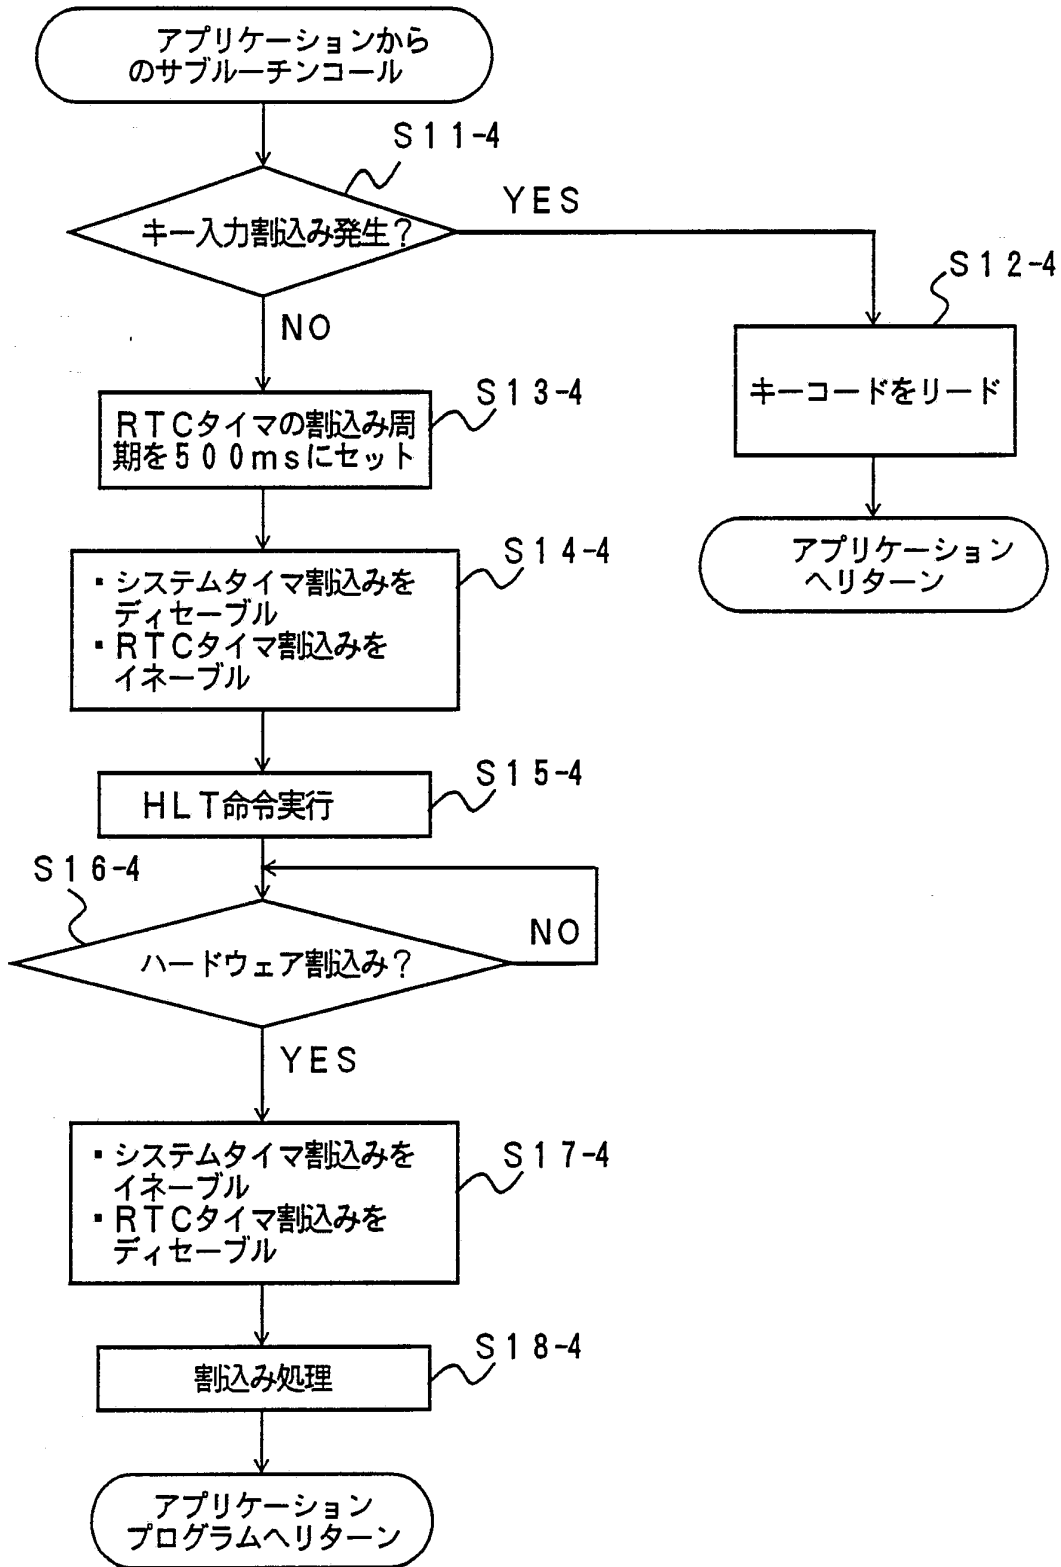 アプリケーションから
のサブルーチンコール
S11-4
キー入力割込み発生？
YES
NO
S12-4
キーコードをリード
アプリケーション
へリターン
S13-4
RTCタイマの割込み周
期を500msにセット
S14-4
▪システムタイマ割込みを
ディセーブル
▪RTCタイマ割込みを
イネーブル
S15-4
HLT命令実行
S16-4
ハードウェア割込み？
NO
YES
S17-4
▪システムタイマ割込みを
イネーブル
▪RTCタイマ割込みを
ディセーブル
S18-4
割込み処理
アプリケーション
プログラムへリターン